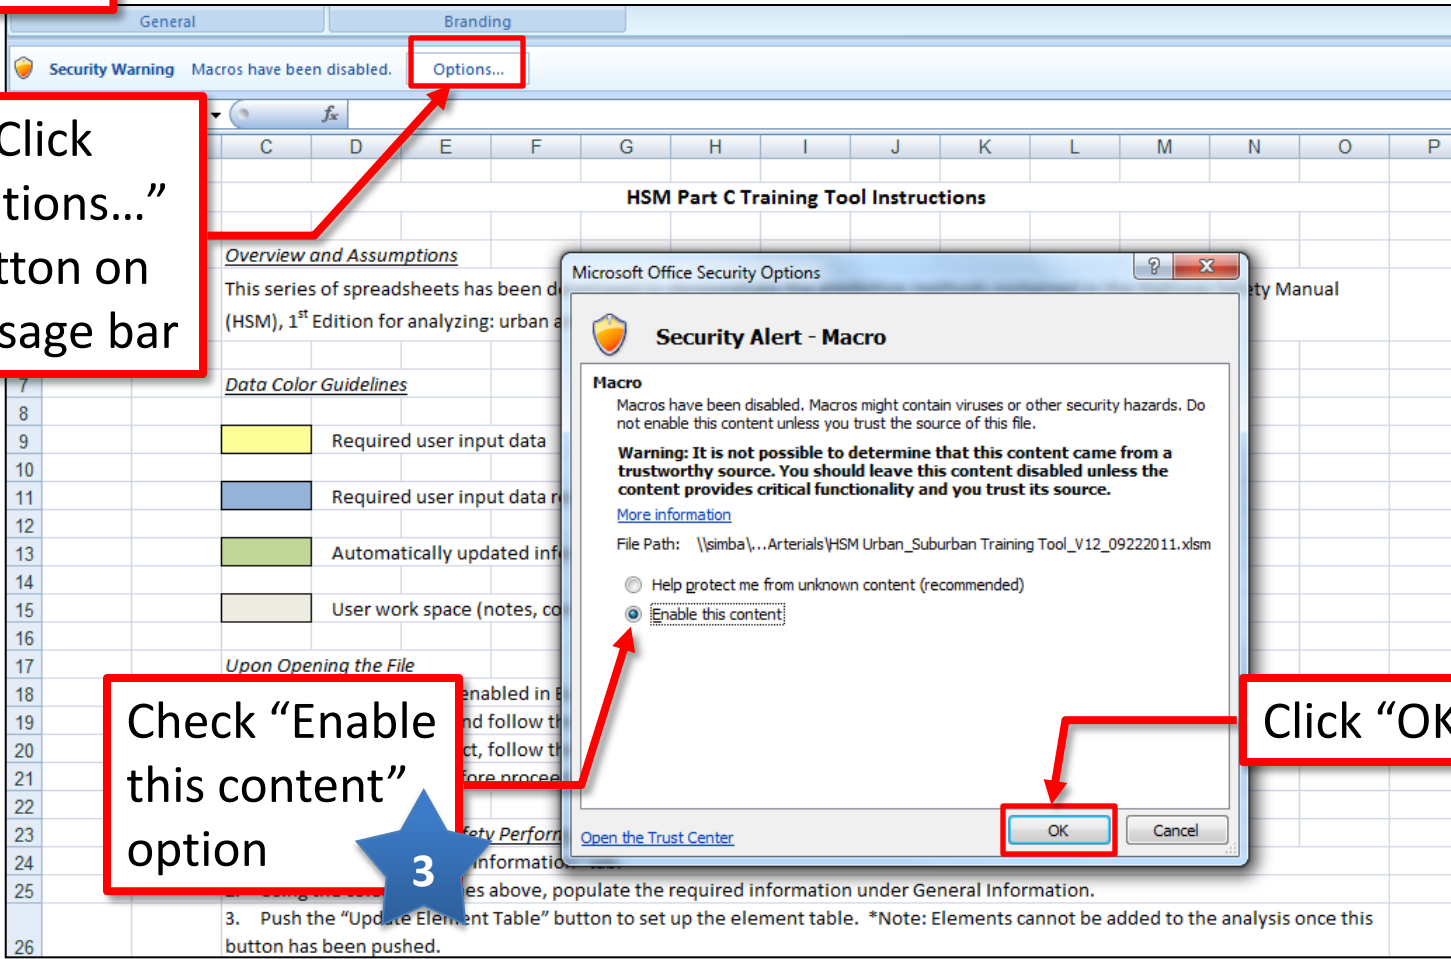 General Branding
Security Warning Macros have been disabled. Options...
fx
Click
tions…”
tton on
sage bar
C D E F G H I J K L M N O P
HSM Part C Training Tool Instructions
Overview and Assumptions
This series of spreadsheets has been d
ety Manual
(HSM), 1st Edition for analyzing: urban a
7 Data Color Guidelines
8
9 Required user input data
10
11 Required user input data r
12
13 Automatically updated inf
14
15 User work space (notes, co
16
17 Upon Opening the File
18 enabled in E
19 nd follow th
20 ct, follow th
21 fore procee
22
23 fety Perforn
24 nformation
25 es above, populate the required information under General Information.
3. Push the “Update Element Table” button to set up the element table. *Note: Elements cannot be added to the analysis once this
26 button has been pushed.
Microsoft Office Security Options
Security Alert - Macro
Macro
Macros have been disabled. Macros might contain viruses or other security hazards. Do
not enable this content unless you trust the source of this file.
Warning: It is not possible to determine that this content came from a
trustworthy source. You should leave this content disabled unless the
content provides critical functionality and you trust its source.
More information
File Path: \\simba\...Arterials\HSM Urban_Suburban Training Tool_V12_09222011.xlsm
Help protect me from unknown content (recommended)
Enable this content
Open the Trust Center
OK
Cancel
Check “Enable
this content”
option
3
Click “OK